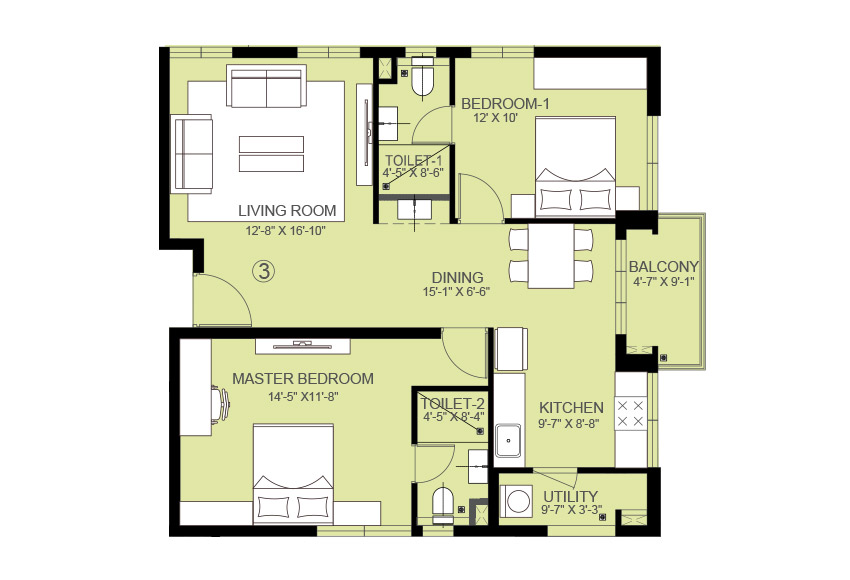 BEDROOM-1
12' X 10'
TOILET-1
4'-5" X 8'-6"
LIVING ROOM
12'-8" X 16'-10"
3
DINING
15'-1" X 6'-6"
BALCONY
4'-7" X 9'-1"
MASTER BEDROOM
14'-5" X11'-8"
TOILET-2
4'-5" X 8'-4"
KITCHEN
9'-7" X 8'-8"
UTILITY
9'-7" X 3'-3"